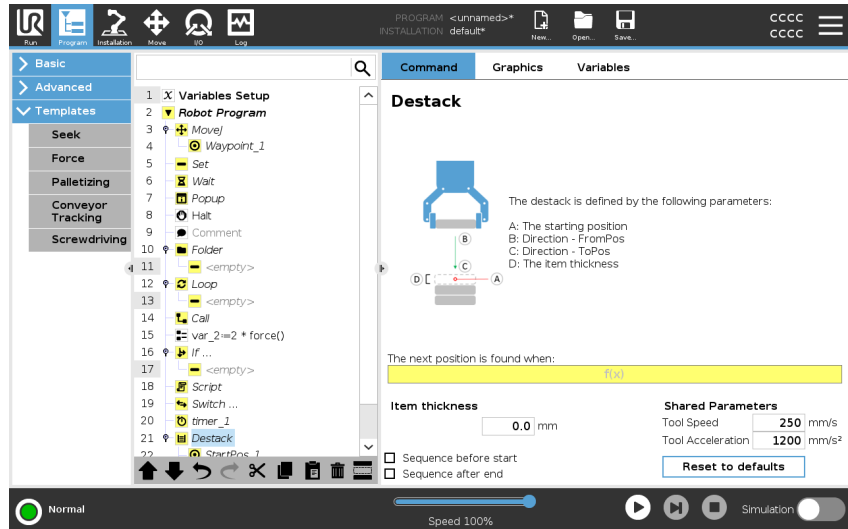 UR
PROGRAM <unnamed>*
INSTALLATION default*
CCCC
CCCC
Run
Program
Installation
Move
I/O
Log
New...
Open...
Save...
Basic
Advanced
Templates
Seek
Force
Palletizing
Conveyor
Tracking
Screwdriving
1 X Variables Setup
2 Robot Program
3 MoveJ
4 Waypoint_1
5 Set
6 Wait
7 Popup
8 Halt
9 Comment
10 Folder
11 <empty>
12 Loop
13 <empty>
14 Call
15 var_2:=2 * force()
16 If ...
17 <empty>
18 Script
19 Switch ...
20 timer_1
21 Destack
22 StartPos_1
Command
Graphics
Variables
Destack
The destack is defined by the following parameters:
A: The starting position
B: Direction - FromPos
C: Direction - ToPos
D: The item thickness
B
C
D
A
The next position is found when:
f(x)
Item thickness
0.0 mm
Shared Parameters
Tool Speed 250 mm/s
Tool Acceleration 1200 mm/s²
Reset to defaults
Sequence before start
Sequence after end
Normal
Speed 100%
Simulation